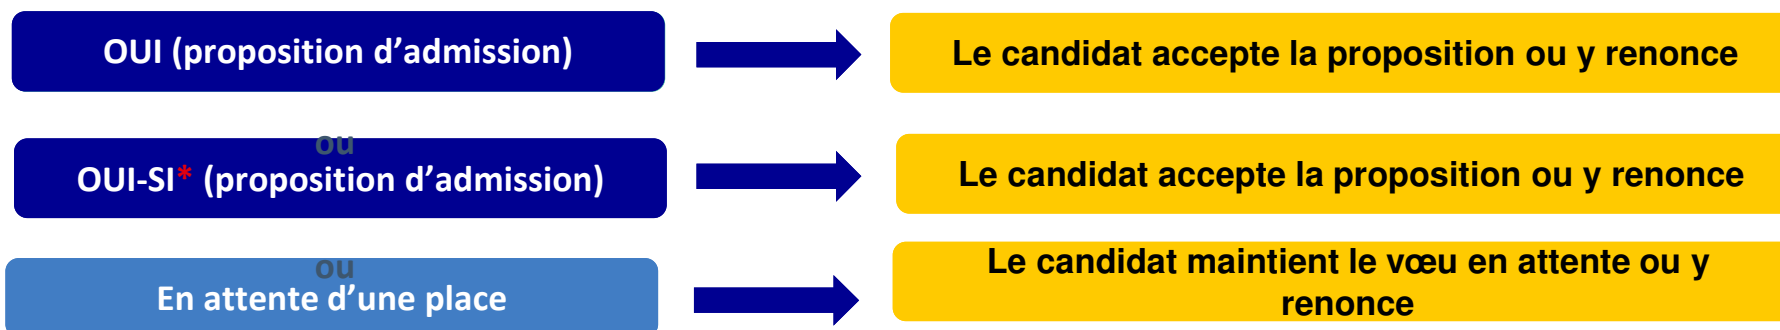 OUI (proposition d’admission)
Le candidat accepte la proposition ou y renonce
ou
OUI-SI* (proposition d’admission)
Le candidat accepte la proposition ou y renonce
ou
En attente d’une place
Le candidat maintient le vœu en attente ou y
renonce